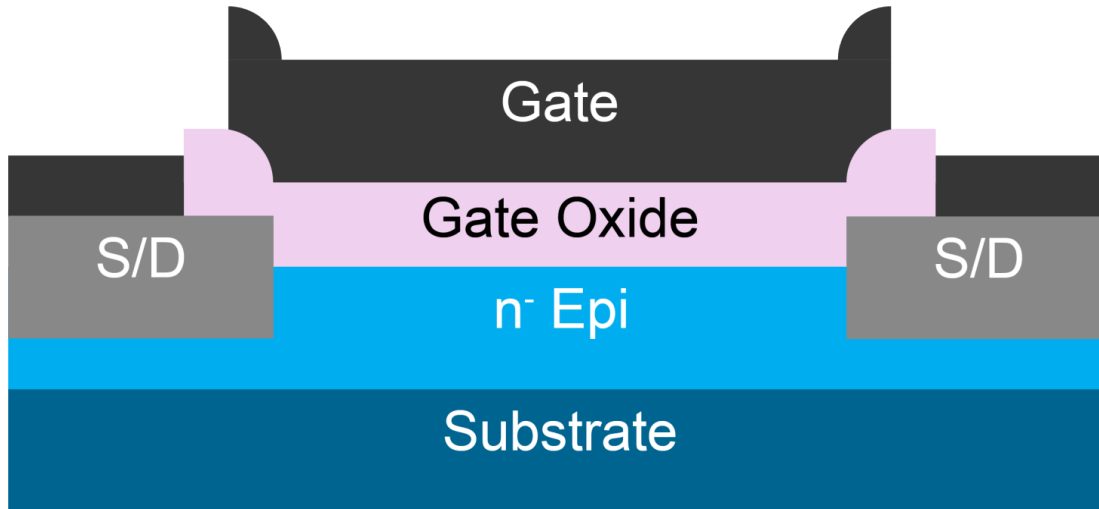 Gate
Gate Oxide
S/D
S/D
n⁻ Epi
Substrate